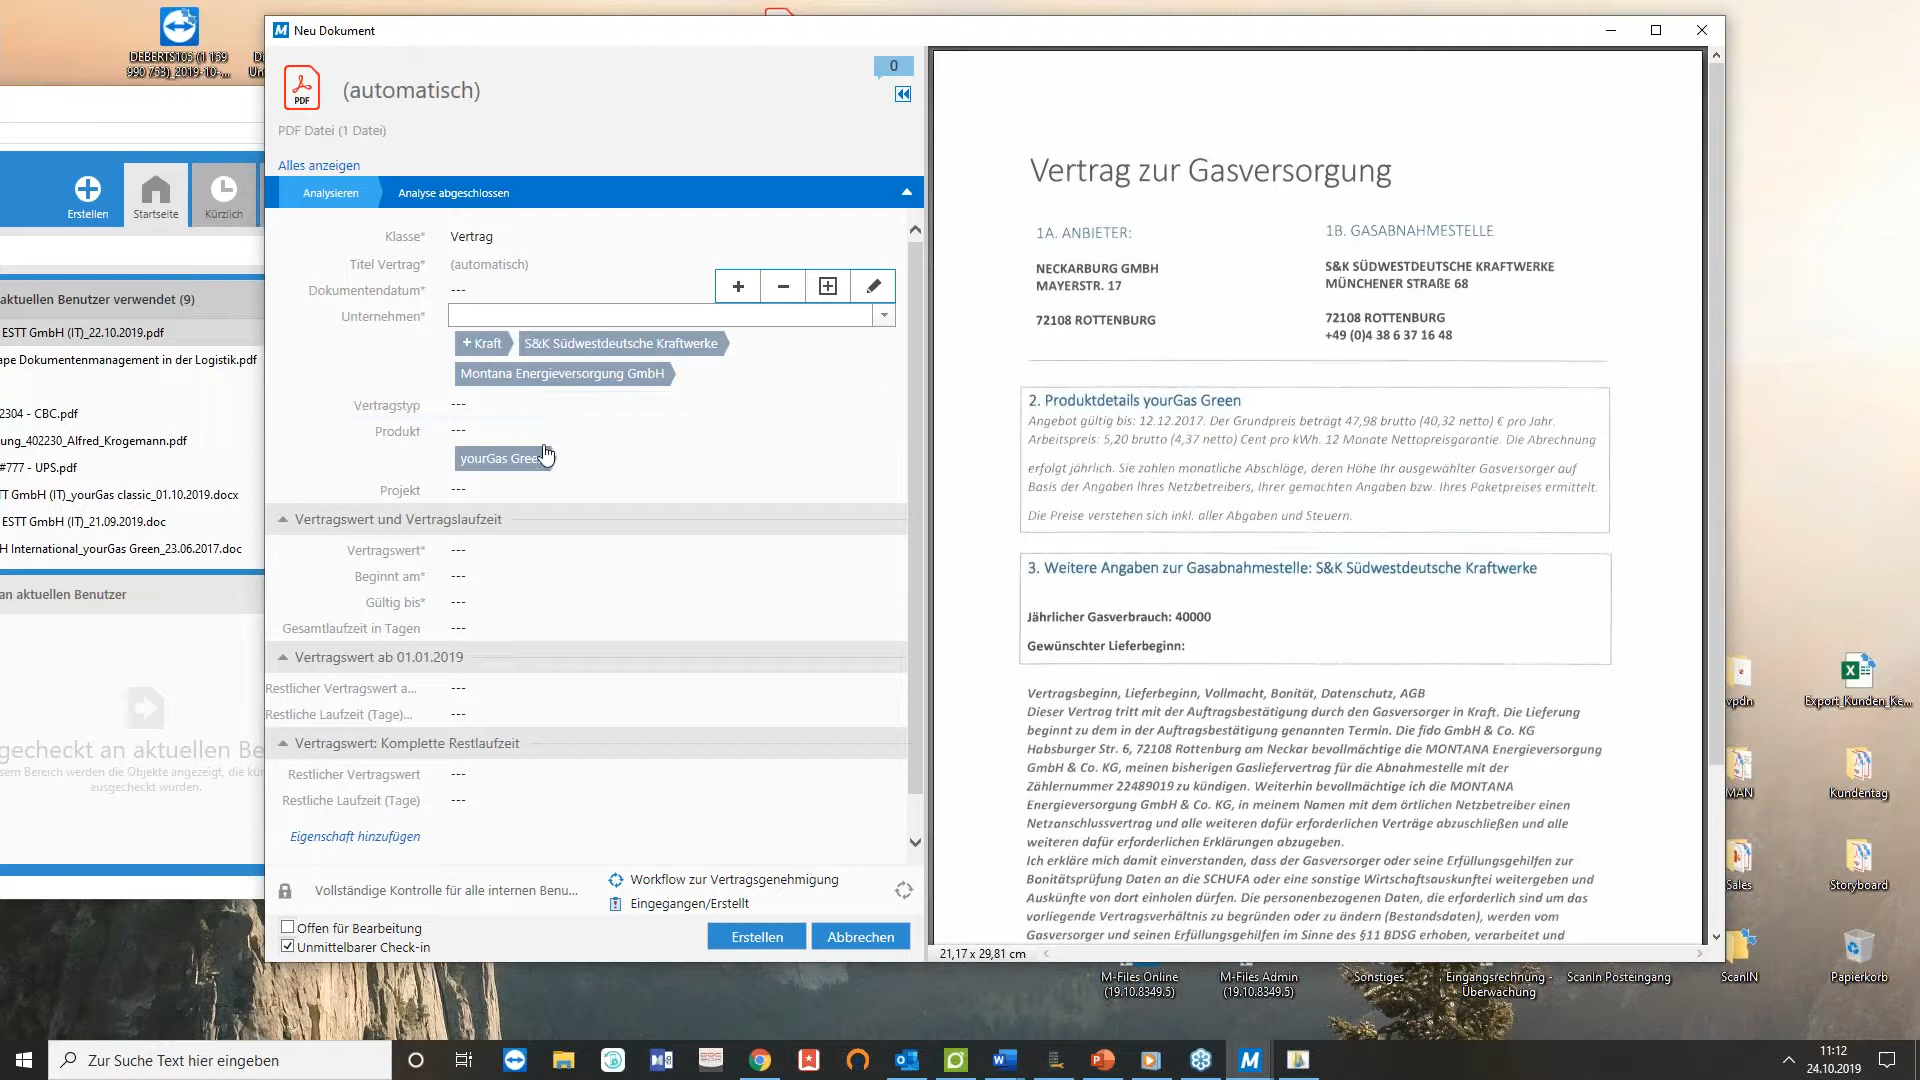 DEBERTS105 (1 159
990 753)_2019-10-...
Neu Dokument
0
PDF
(automatisch)
PDF Datei (1 Datei)
Alles anzeigen
Analysieren
Analyse abgeschlossen
Erstellen
Startseite
Kürzlich
Klasse*
Vertrag
Titel Vertrag*
(automatisch)
Dokumentendatum*
---
Unternehmen*
+ Kraft
S&K Südwestdeutsche Kraftwerke
Montana Energieversorgung GmbH
Vertragstyp
---
Produkt
---
yourGas Gree
Projekt
---
Vertragswert und Vertragslaufzeit
Vertragswert*
---
Beginnt am*
---
Gültig bis*
---
Gesamtlaufzeit in Tagen
---
Vertragswert ab 01.01.2019
Restlicher Vertragswert a...
---
Restliche Laufzeit (Tage)...
---
Vertragswert: Komplette Restlaufzeit
Restlicher Vertragswert
---
Restliche Laufzeit (Tage)
---
Eigenschaft hinzufügen
Vollständige Kontrolle für alle internen Benu...
Workflow zur Vertragsgenehmigung
Eingegangen/Erstellt
Offen für Bearbeitung
Unmittelbarer Check-in
Erstellen
Abbrechen
aktuellen Benutzer verwendet (9)
ESTT GmbH (IT)_22.10.2019.pdf
ape Dokumentenmanagement in der Logistik.pdf
2304 - CBC.pdf
ung_402230_Alfred_Krogemann.pdf
#777 - UPS.pdf
T GmbH (IT)_yourGas classic_01.10.2019.docx
ESTT GmbH (IT)_21.09.2019.doc
H International_yourGas Green_23.06.2017.doc
an aktuellen Benutzer
gecheckt an aktuellen Be
sem Bereich werden die Objekte angezeigt, die kür
ausgecheckt wurden.
Vertrag zur Gasversorgung
1A. ANBIETER:
NECKARBURG GMBH
MAYERSTR. 17
72108 ROTTENBURG
1B. GASABNAHMESTELLE
S&K SÜDWESTDEUTSCHE KRAFTWERKE
MÜNCHENER STRAßE 68
72108 ROTTENBURG
+49 (0)4 38 6 37 16 48
2. Produktdetails yourGas Green
Angebot gültig bis: 12.12.2017. Der Grundpreis beträgt 47,98 brutto (40,32 netto) € pro Jahr.
Arbeitspreis: 5,20 brutto (4,37 netto) Cent pro kWh. 12 Monate Nettopreisgarantie. Die Abrechnung
erfolgt jährlich. Sie zahlen monatliche Abschläge, deren Höhe Ihr ausgewählter Gasversorger auf
Basis der Angaben Ihres Netzbetreibers, Ihrer gemachten Angaben bzw. Ihres Paketpreises ermittelt.
Die Preise verstehen sich inkl. aller Abgaben und Steuern.
3. Weitere Angaben zur Gasabnahmestelle: S&K Südwestdeutsche Kraftwerke
Jährlicher Gasverbrauch: 40000
Gewünschter Lieferbeginn:
Vertragsbeginn, Lieferbeginn, Vollmacht, Bonität, Datenschutz, AGB
Dieser Vertrag tritt mit der Auftragsbestätigung durch den Gasversorger in Kraft. Die Lieferung
beginnt zu dem in der Auftragsbestätigung genannten Termin. Die fido GmbH & Co. KG
Habsburger Str. 6, 72108 Rottenburg am Neckar bevollmächtige die MONTANA Energieversorgung
GmbH & Co. KG, meinen bisherigen Gasliefervertrag für die Abnahmestelle mit der
Zählernummer 22489019 zu kündigen. Weiterhin bevollmächtige ich die MONTANA
Energieversorgung GmbH & Co. KG, in meinem Namen mit dem örtlichen Netzbetreiber einen
Netzanschlussvertrag und alle weiteren dafür erforderlichen Verträge abzuschließen und alle
weiteren dafür erforderlichen Erklärungen abzugeben.
Ich erkläre mich damit einverstanden, dass der Gasversorger oder seine Erfüllungsgehilfen zur
Bonitätsprüfung Daten an die SCHUFA oder eine sonstige Wirtschaftsauskunftei weitergeben und
Auskünfte von dort einholen dürfen. Die personenbezogenen Daten, die erforderlich sind um das
vorliegende Vertragsverhältnis zu begründen oder zu ändern (Bestandsdaten), werden vom
Gasversorger und seinen Erfüllungsgehilfen im Sinne des §11 BDSG erhoben, verarbeitet und
21,17 x 29,81 cm
vpdn
Export_Kunden_Ke...
MAN
Kundentag
Sales
Storyboard
M-Files Online
(19.10.8349.5)
M-Files Admin
(19.10.8349.5)
Sonstiges
Eingangsrechnung -
Überwachung
ScanIn Posteingang
ScanIN
Papierkorb
Zur Suche Text hier eingeben
11:12
24.10.2019